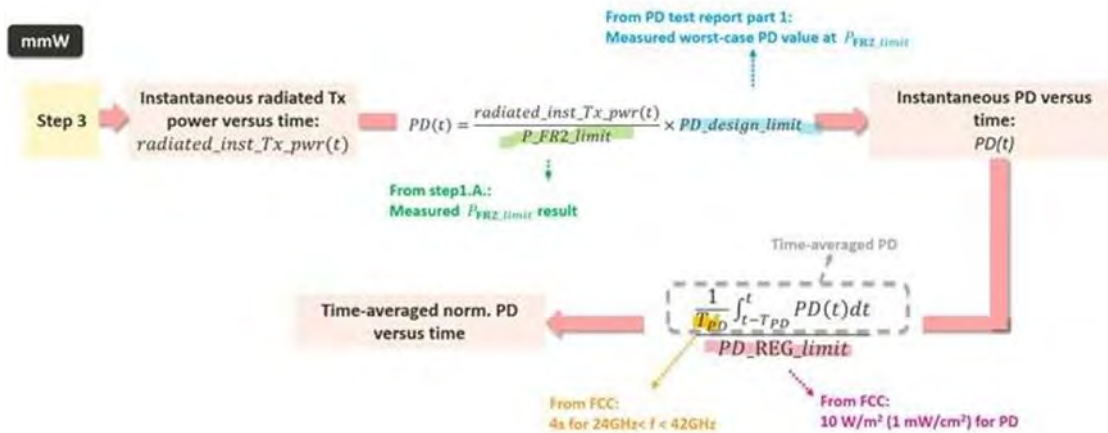 mmW
From PD test report part 1:
Measured worst-case PD value at P_FR2_limit
Step 3
Instantaneous radiated Tx
power versus time:
radiated_inst_Tx_pwr(t)
PD(t) = radiated_inst_Tx_pwr(t) / P_FR2_limit × PD_design_limit
Instantaneous PD versus
time:
PD(t)
From step1.A.:
Measured P_FR2_limit result
Time-averaged PD
Time-averaged norm. PD
versus time
1/T_PD ∫_{t-T_PD}^{t} PD(t)dt
PD_REG_limit
From FCC:
4s for 24GHz< f < 42GHz
From FCC:
10 W/m² (1 mW/cm²) for PD